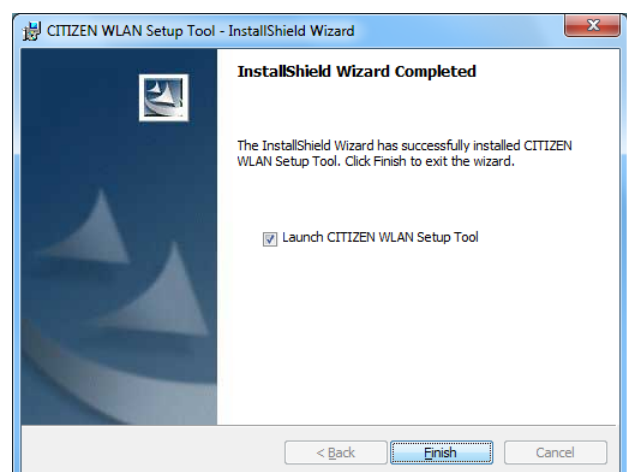 CITIZEN WLAN Setup Tool - InstallShield Wizard
InstallShield Wizard Completed
The InstallShield Wizard has successfully installed CITIZEN
WLAN Setup Tool. Click Finish to exit the wizard.
Launch CITIZEN WLAN Setup Tool
< Back Finish Cancel